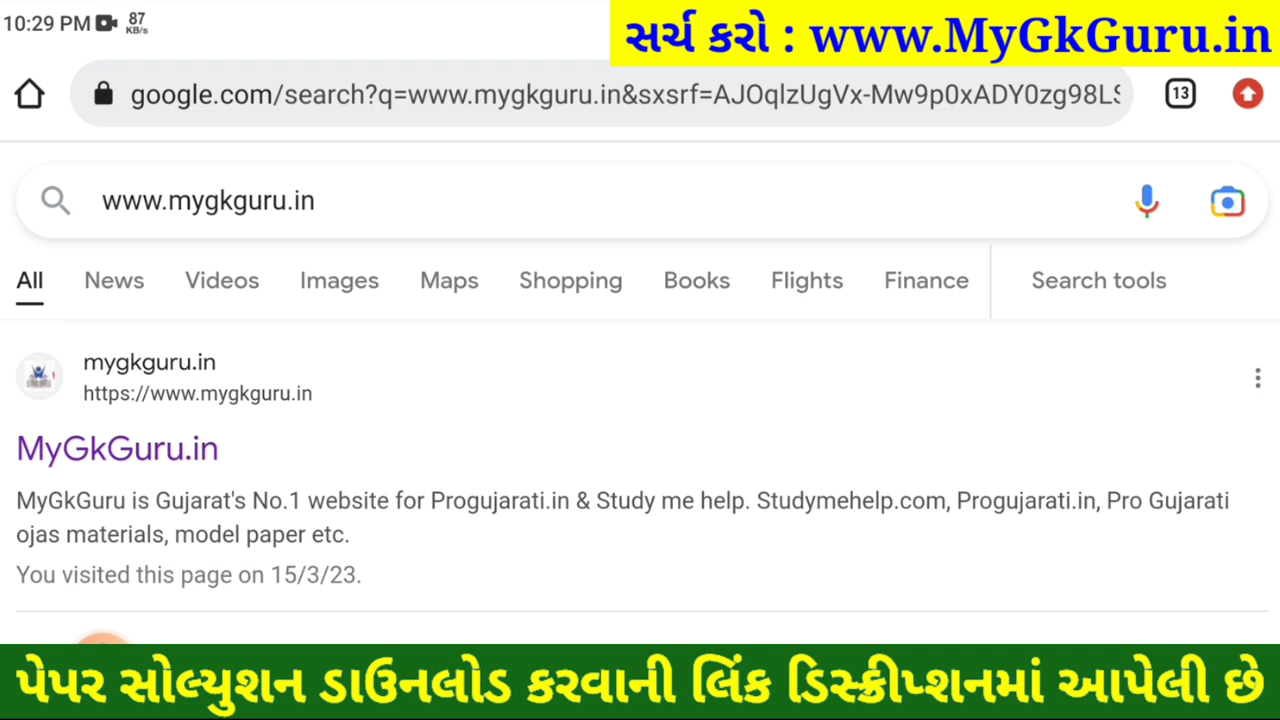 10:29 PM 87 KB/s
સર્ચ કરો : www.MyGkGuru.in
google.com/search?q=www.mygkguru.in&sxsrf=AJOqlzUgVx-Mw9p0xADY0zg98LS
13
www.mygkguru.in
All News Videos Images Maps Shopping Books Flights Finance Search tools
mygkguru.in
https://www.mygkguru.in
MyGkGuru.in
MyGkGuru is Gujarat's No.1 website for Progujarati.in & Study me help. Studymehelp.com, Progujarati.in, Pro Gujarati
ojas materials, model paper etc.
You visited this page on 15/3/23.
પેપર સોલ્યુશન ડાઉનલોડ કરવાની લિંક ડિસ્ક્રીપ્શનમાં આપેલી છે